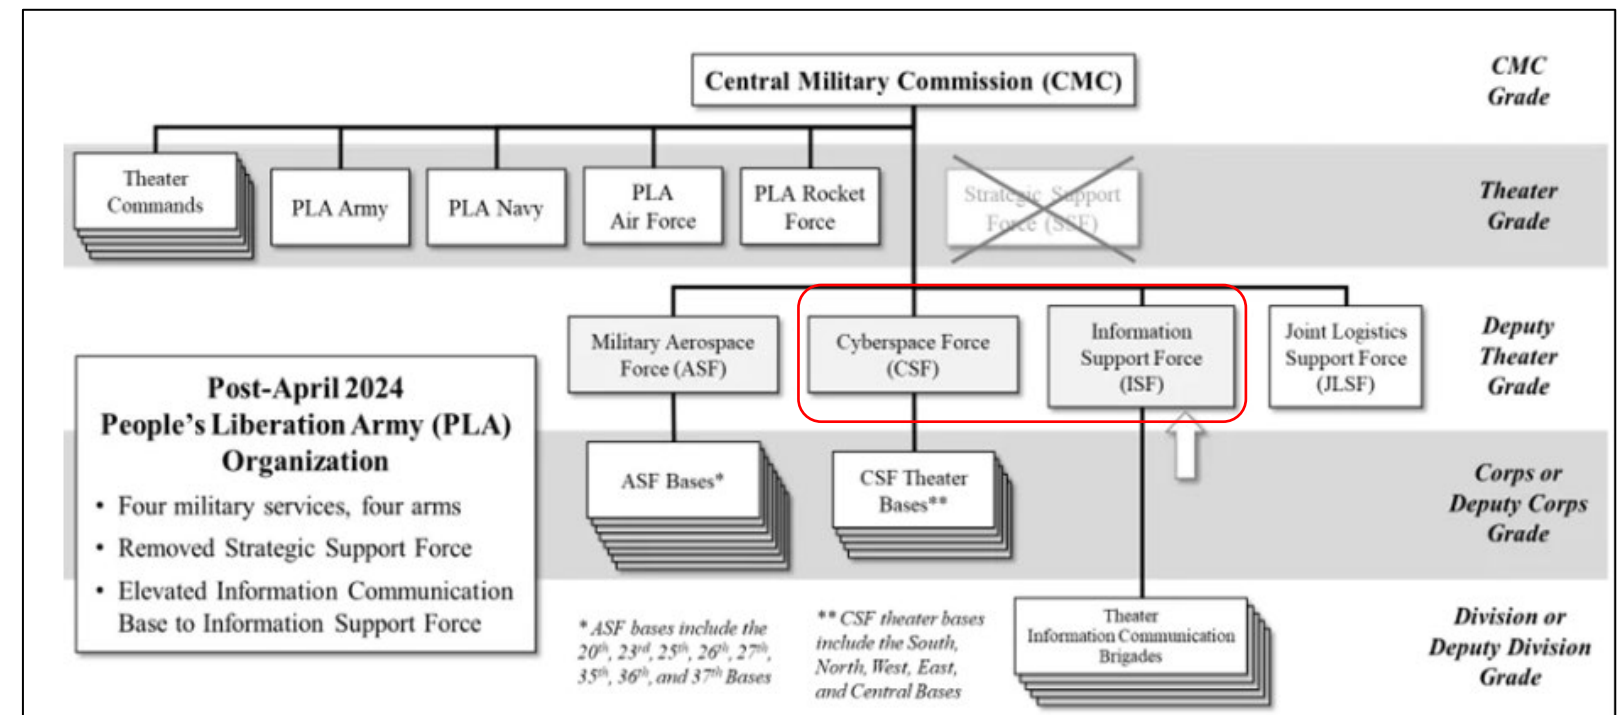 Central Military Commission (CMC)
CMC
Grade
Theater
Commands
PLA Army
PLA Navy
PLA
Air Force
PLA Rocket
Force
Strategic Support
Force (SSF)
Theater
Grade
Military Aerospace
Force (ASF)
Cyberspace Force
(CSF)
Information
Support Force
(ISF)
Joint Logistics
Support Force
(JLSF)
Deputy
Theater
Grade
Post-April 2024
People's Liberation Army (PLA)
Organization
• Four military services, four arms
• Removed Strategic Support Force
• Elevated Information Communication
Base to Information Support Force
ASF Bases*
CSF Theater
Bases**
Corps or
Deputy Corps
Grade
* ASF bases include the
20th, 23rd, 25th, 26th, 27th,
35th, 36th, and 37th Bases
** CSF theater bases
include the South,
North, West, East,
and Central Bases
Theater
Information Communication
Brigades
Division or
Deputy Division
Grade